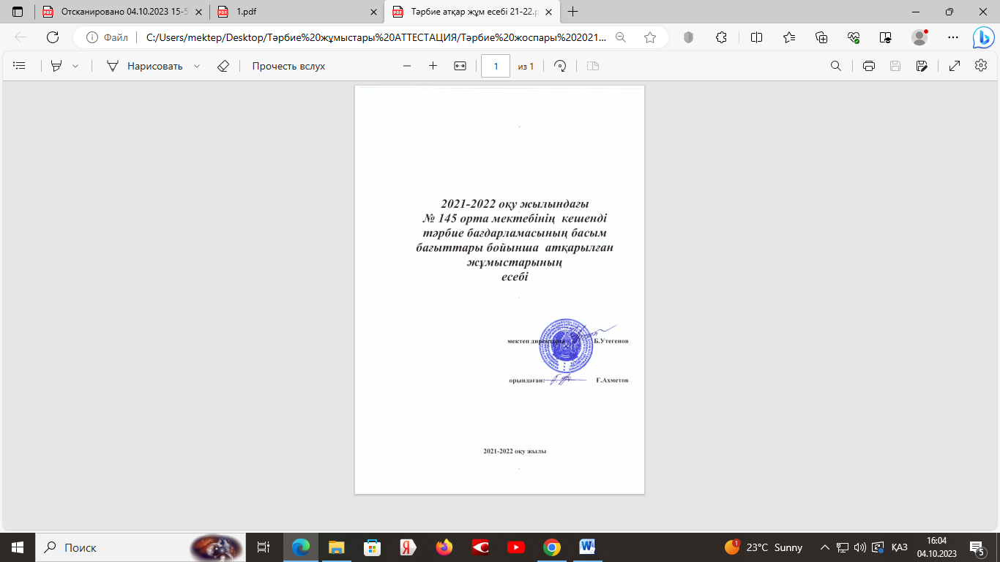 Отсканировано 04.10.2023 15-5
1.pdf
Тәрбие атқар жұм есебі 21-22.p
Файл
C:/Users/mektep/Desktop/Тәрбие%20жұмыстары%20АТТЕСТАЦИЯ/Тәрбие%20жоспары%202021...
Нарисовать
Прочесть вслух
1
из 1
2021-2022 оқу жылындағы
№ 145 орта мектебінің кешенді
тәрбие бағдарламасының басым
бағыттары бойынша атқарылған
жұмыстарының
есебі
мектеп директоры
Б.Утегенов
орындаған:
Ғ.Ахметов
2021-2022 оқу жылы
Поиск
23°C Sunny
ҚАЗ
16:04
04.10.2023
5